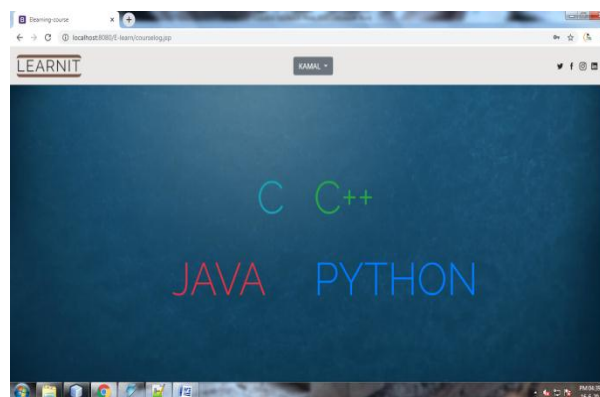 Elearning-course
localhost:8080/E-learn/courselog.jsp
LEARNIT
KAMAL
C C++
JAVA PYTHON